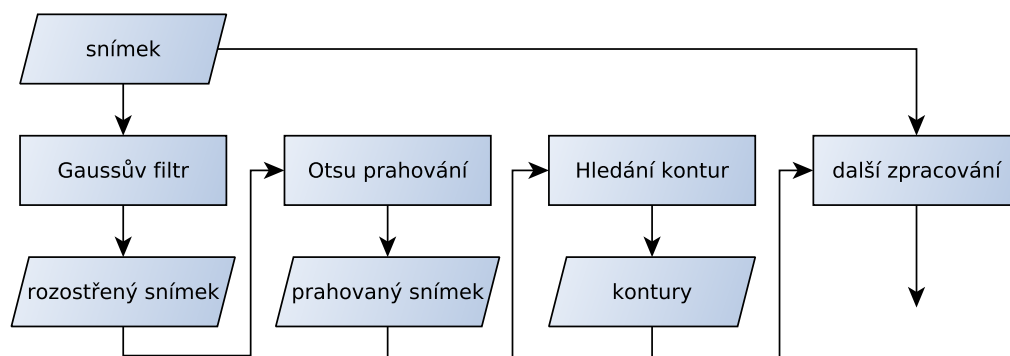 snímek
Gaussův filtr
Otsu prahování
Hledání kontur
další zpracování
rozostřený snímek
prahovaný snímek
kontury